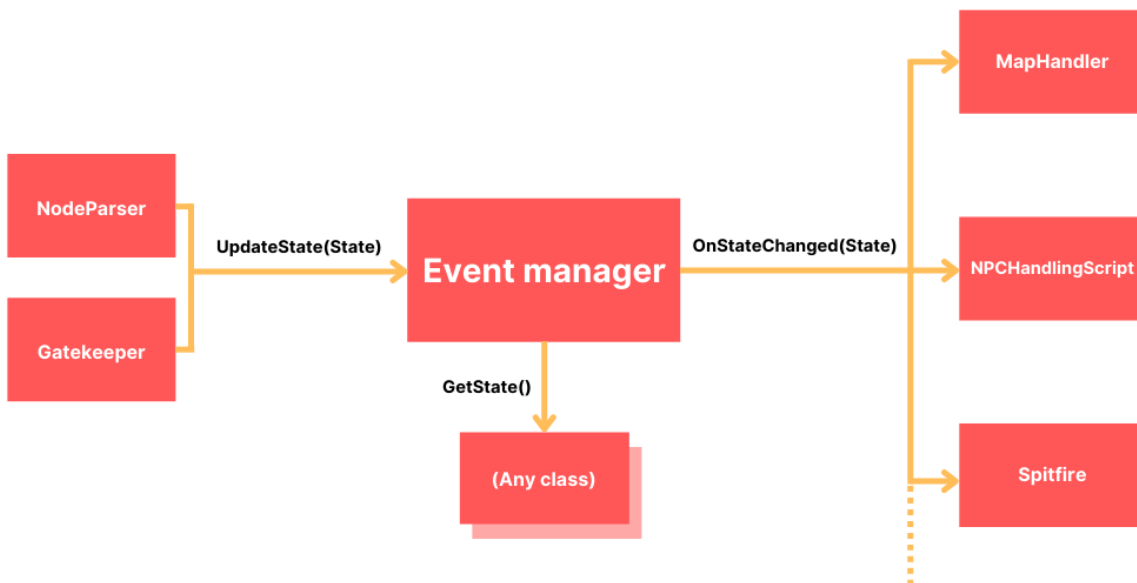 MapHandler
NodeParser
UpdateState(State)
Event manager
OnStateChanged(State)
NPCHandlingScript
Gatekeeper
GetState()
(Any class)
Spitfire